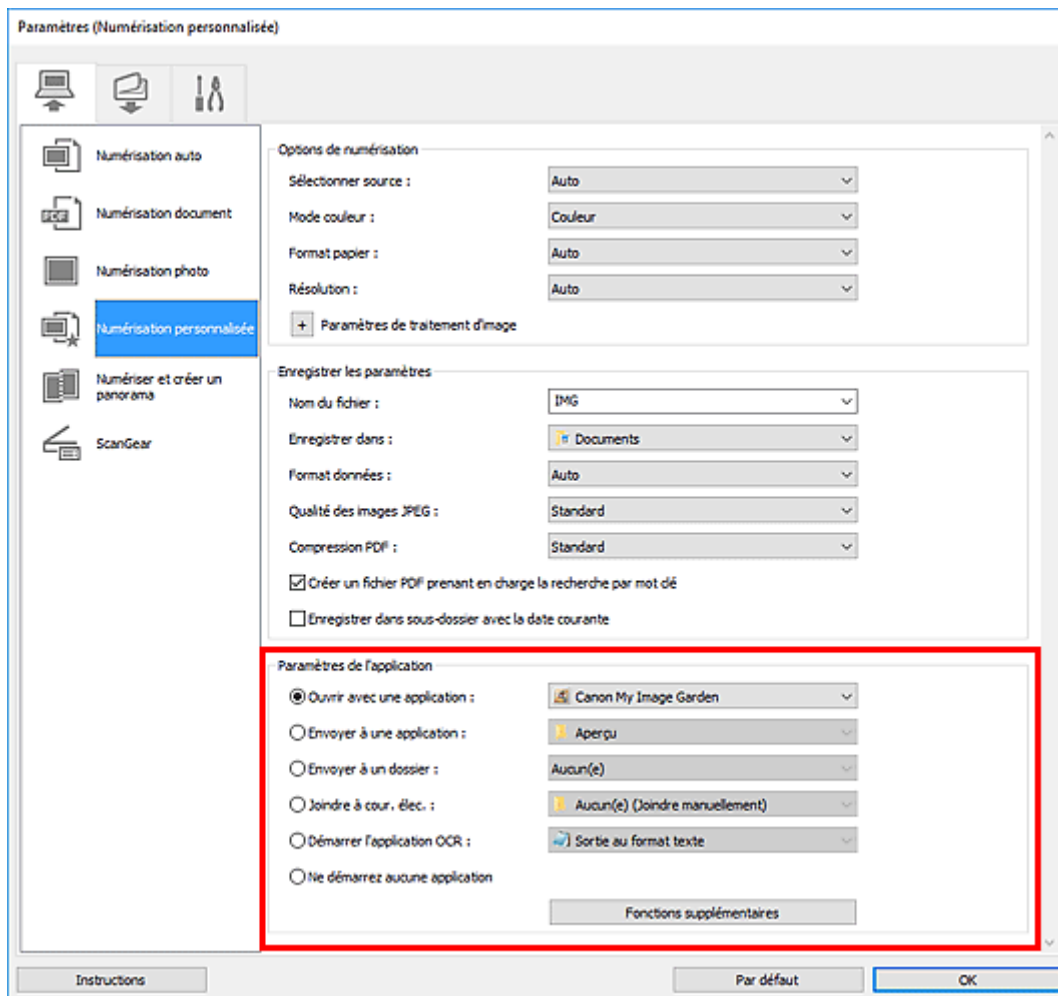 Paramètres (Numérisation personnalisée)
Numérisation auto
Numérisation document
Numérisation photo
Numérisation personnalisée
Numériser et créer un
panorama
ScanGear
Options de numérisation
Sélectionner source : Auto
Mode couleur : Couleur
Format papier : Auto
Résolution : Auto
+ Paramètres de traitement d'image
Enregistrer les paramètres
Nom du fichier : IMG
Enregistrer dans : Documents
Format données : Auto
Qualité des images JPEG : Standard
Compression PDF : Standard
Créer un fichier PDF prenant en charge la recherche par mot clé
Enregistrer dans sous-dossier avec la date courante
Paramètres de l'application
Ouvrir avec une application : Canon My Image Garden
Envoyer à une application : Aperçu
Envoyer à un dossier : Aucun(e)
Joindre à cour. élec. : Aucun(e) (Joindre manuellement)
Démarrer l'application OCR : Sortie au format texte
Ne démarrez aucune application
Fonctions supplémentaires
Instructions Par défaut OK